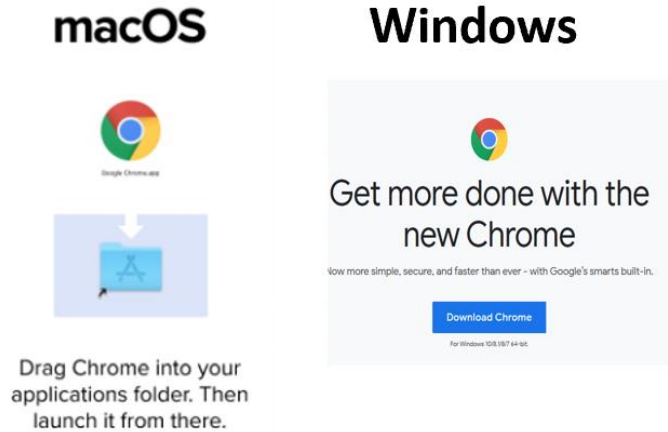 macOS
Google Chrome.app
Drag Chrome into your
applications folder. Then
launch it from there.
Windows
Get more done with the
new Chrome
Now more simple, secure, and faster than ever - with Google's smarts built-in.
Download Chrome
For Windows 10/8.1/8/7 64-bit.